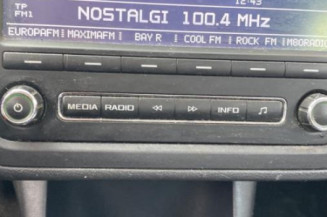 12:43
TP
FM1
NOSTALGI 100.4 MHz
EUROPAFM MAXIMAFM BAY R COOL FM ROCK FM
MEDIA RADIO INFO